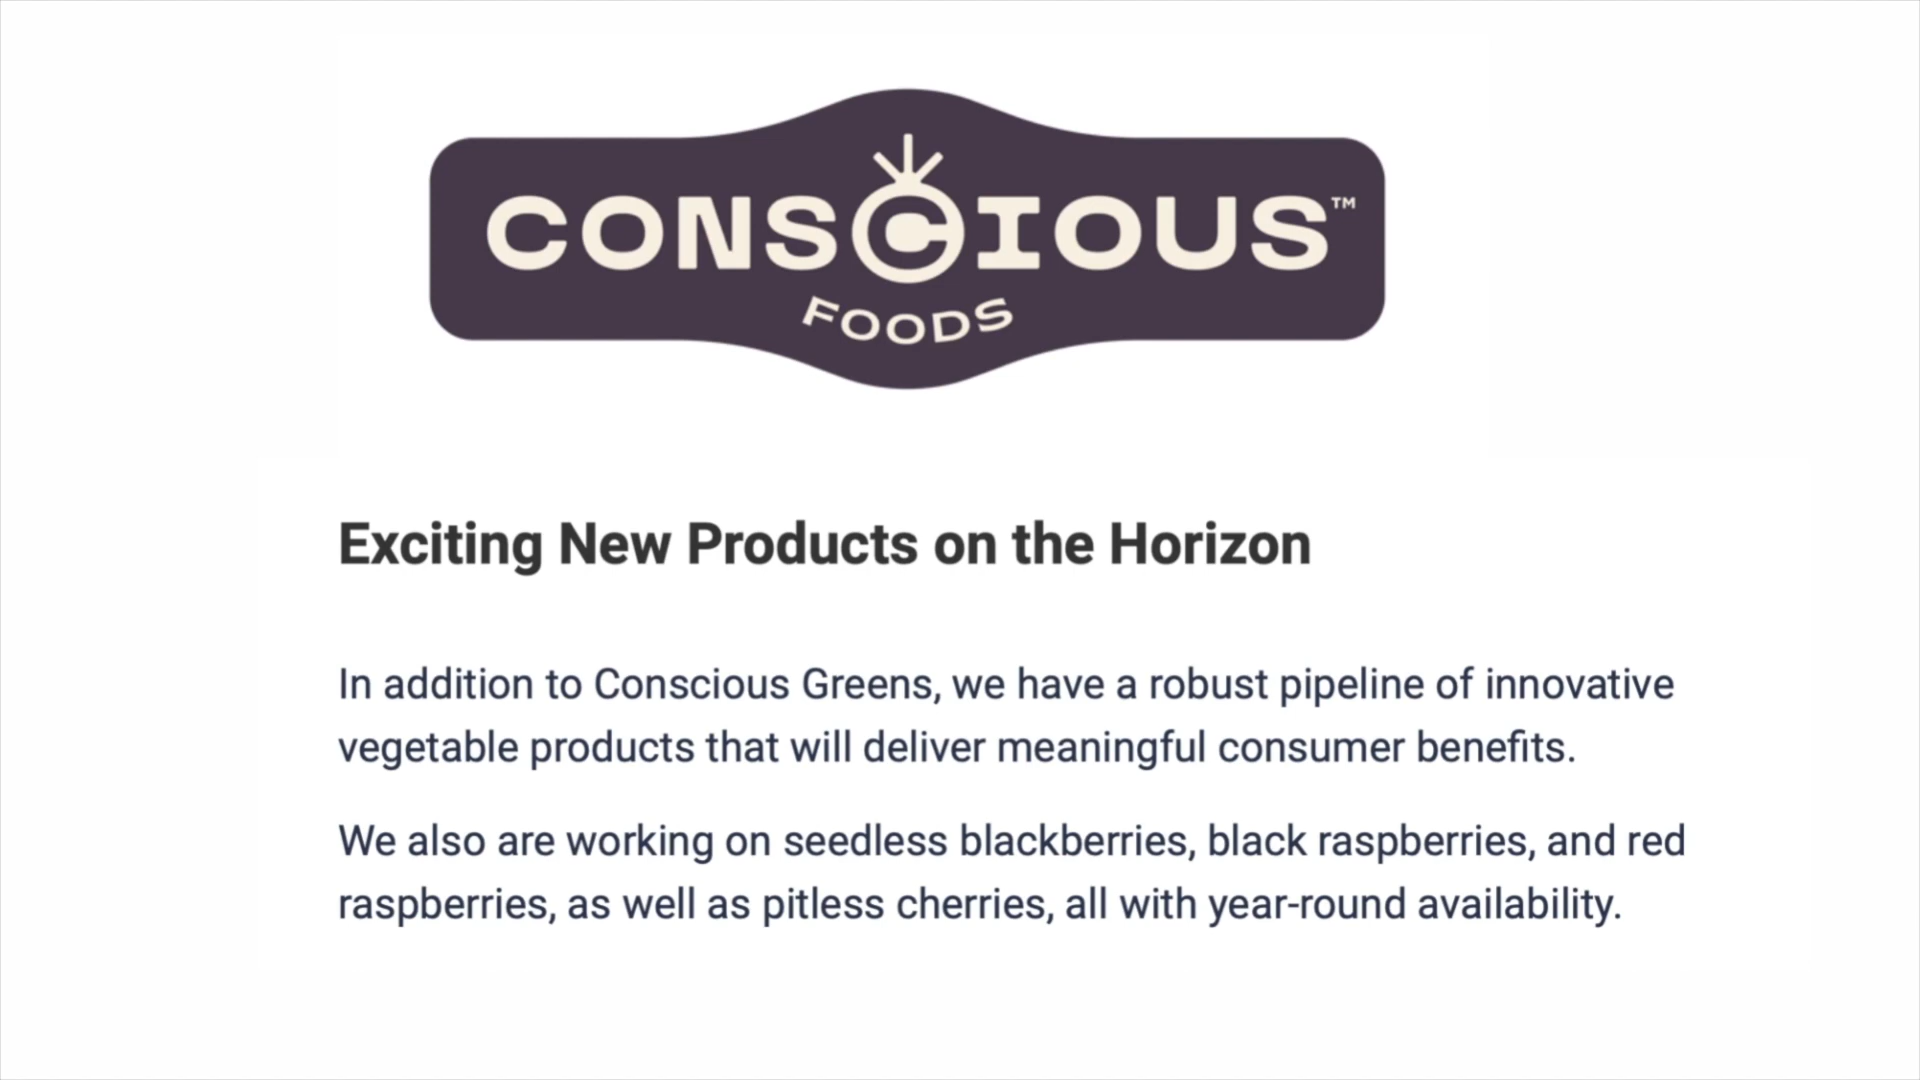 CONSCIOUS™
FOODS
Exciting New Products on the Horizon
In addition to Conscious Greens, we have a robust pipeline of innovative
vegetable products that will deliver meaningful consumer benefits.
We also are working on seedless blackberries, black raspberries, and red
raspberries, as well as pitless cherries, all with year-round availability.